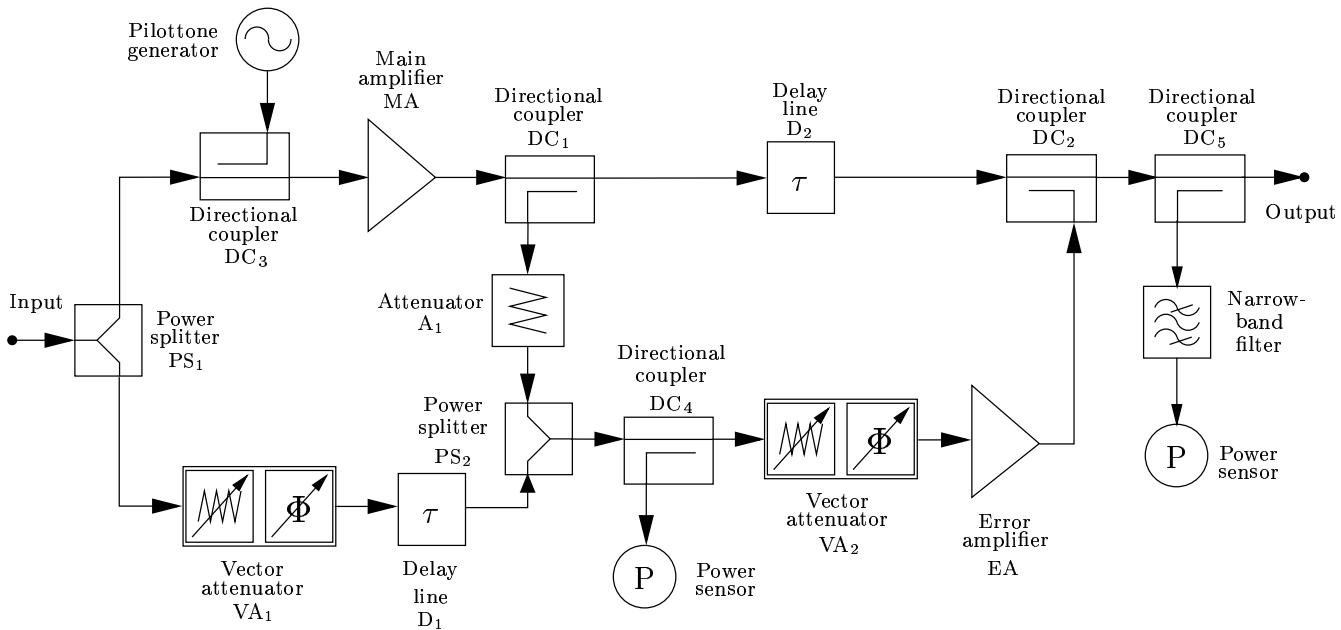 Pilottone
generator
Main
amplifier
MA
Directional
coupler
DC₁
Delay
line
D₂
Directional
coupler
DC₂
Directional
coupler
DC₅
τ
Directional
coupler
DC₃
Output
Input
Power
splitter
PS₁
Attenuator
A₁
Narrow-
band
filter
Directional
coupler
DC₄
Power
splitter
PS₂
Φ
P
Power
sensor
Vector
attenuator
VA₂
Φ
τ
Error
amplifier
EA
Vector
attenuator
VA₁
Delay
line
D₁
P
Power
sensor